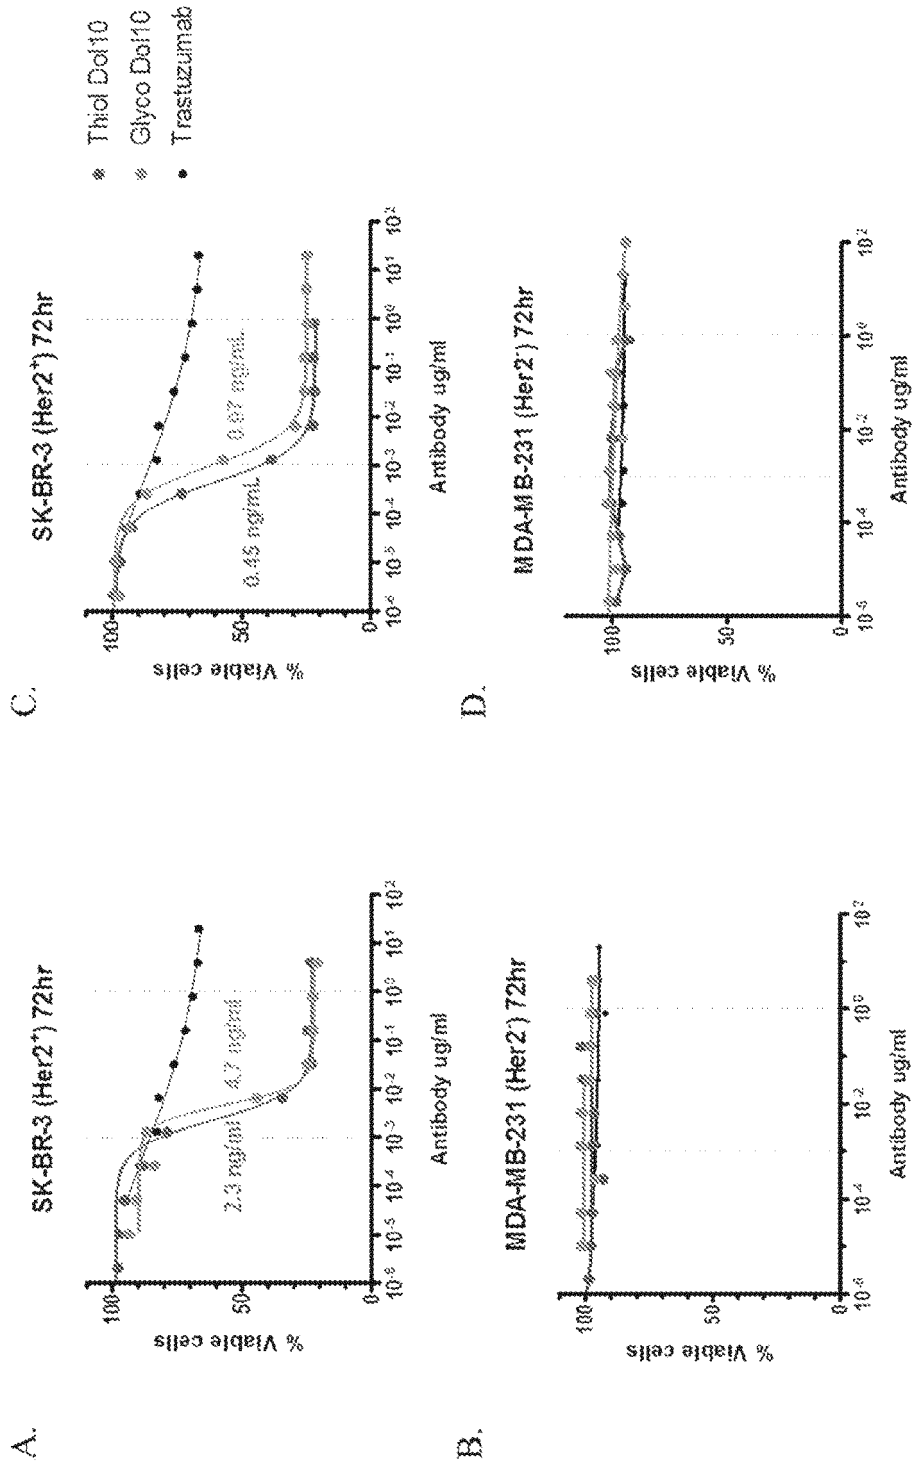 A.
SK-BR-3 (Her2⁺) 72hr
% Viable cells
100
50
0
2.3 ng/ml 4.7 ng/ml
10⁻⁶ 10⁻⁵ 10⁻⁴ 10⁻³ 10⁻² 10⁻¹ 10⁰ 10¹ 10²
Antibody ug/ml
C.
SK-BR-3 (Her2⁺) 72hr
% Viable cells
100
50
0
0.45 ng/mL 0.97 ng/mL
10⁻⁶ 10⁻⁵ 10⁻⁴ 10⁻³ 10⁻² 10⁻¹ 10⁰ 10¹ 10²
Antibody ug/ml
Thiol Dol10
Glyco Dol10
Trastuzumab
B.
MDA-MB-231 (Her2⁻) 72hr
% Viable cells
100
50
0
10⁻⁶ 10⁻⁴ 10⁻² 10⁰ 10²
Antibody ug/ml
D.
MDA-MB-231 (Her2⁻) 72hr
% Viable cells
100
50
0
10⁻⁶ 10⁻⁴ 10⁻² 10⁰ 10²
Antibody ug/ml